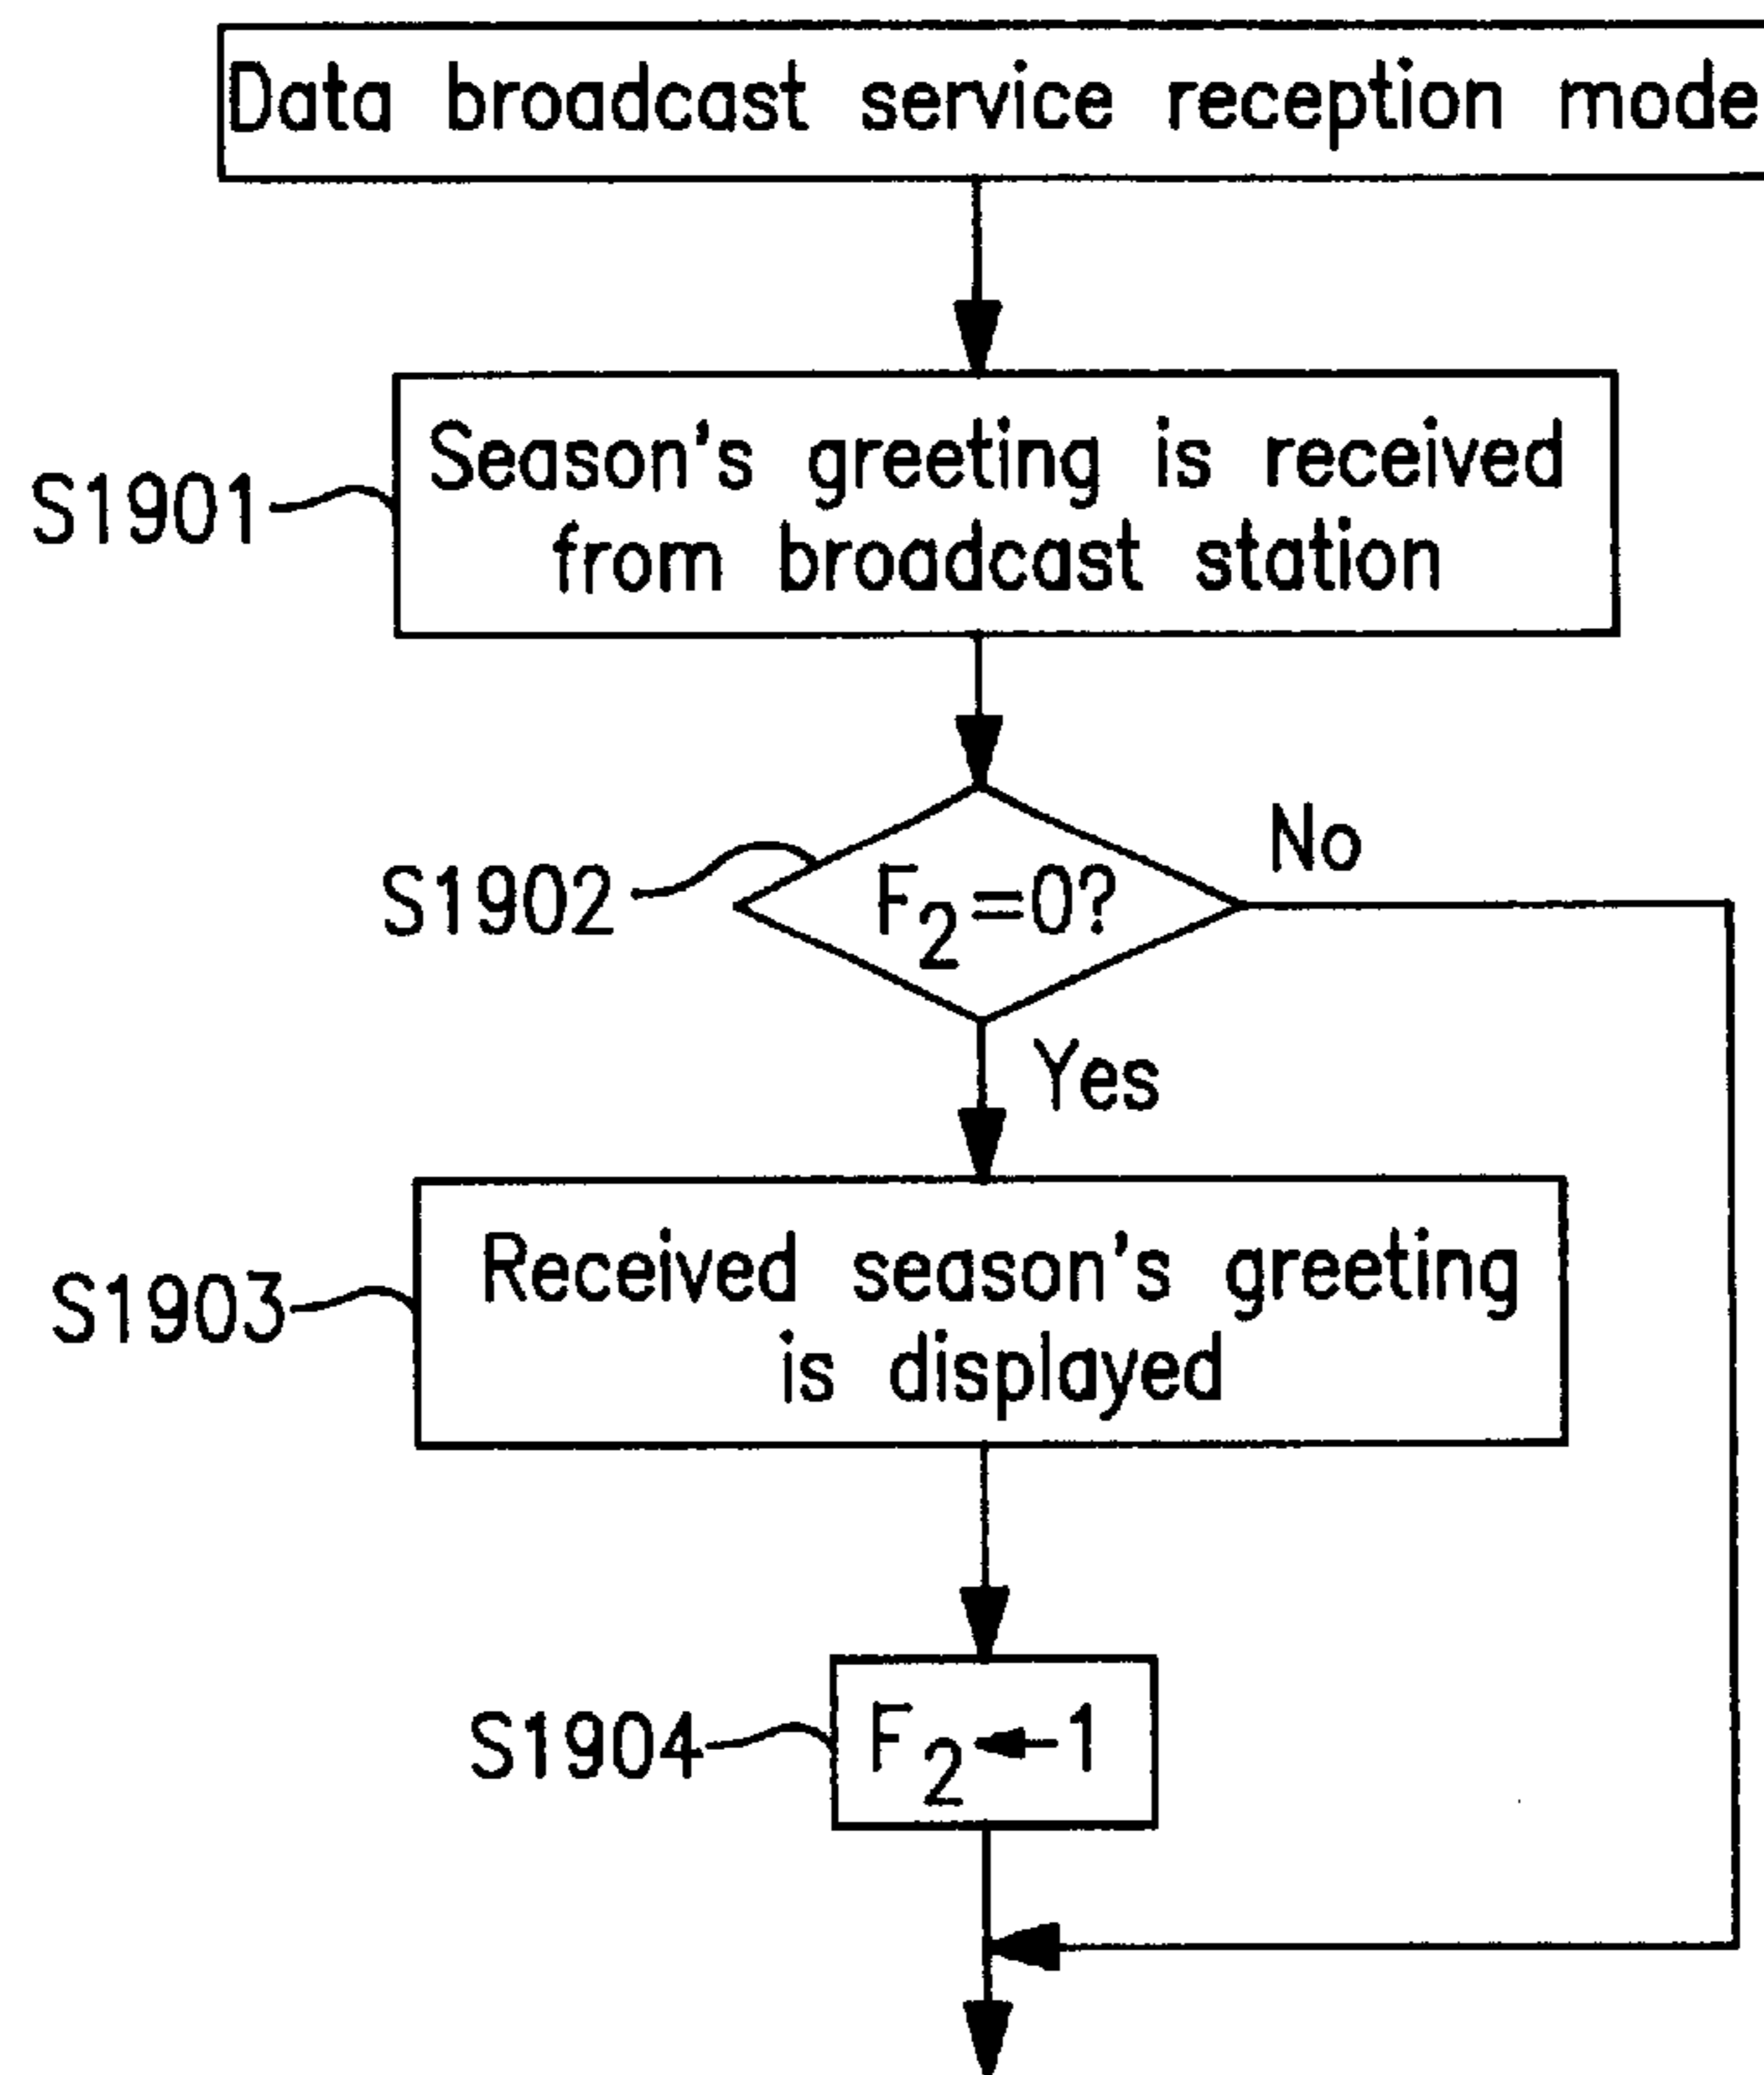 Data broadcast service reception mode
S1901
Season's greeting is received
from broadcast station
S1902
F2=0?
No
Yes
S1903
Received season's greeting
is displayed
S1904
F2←1